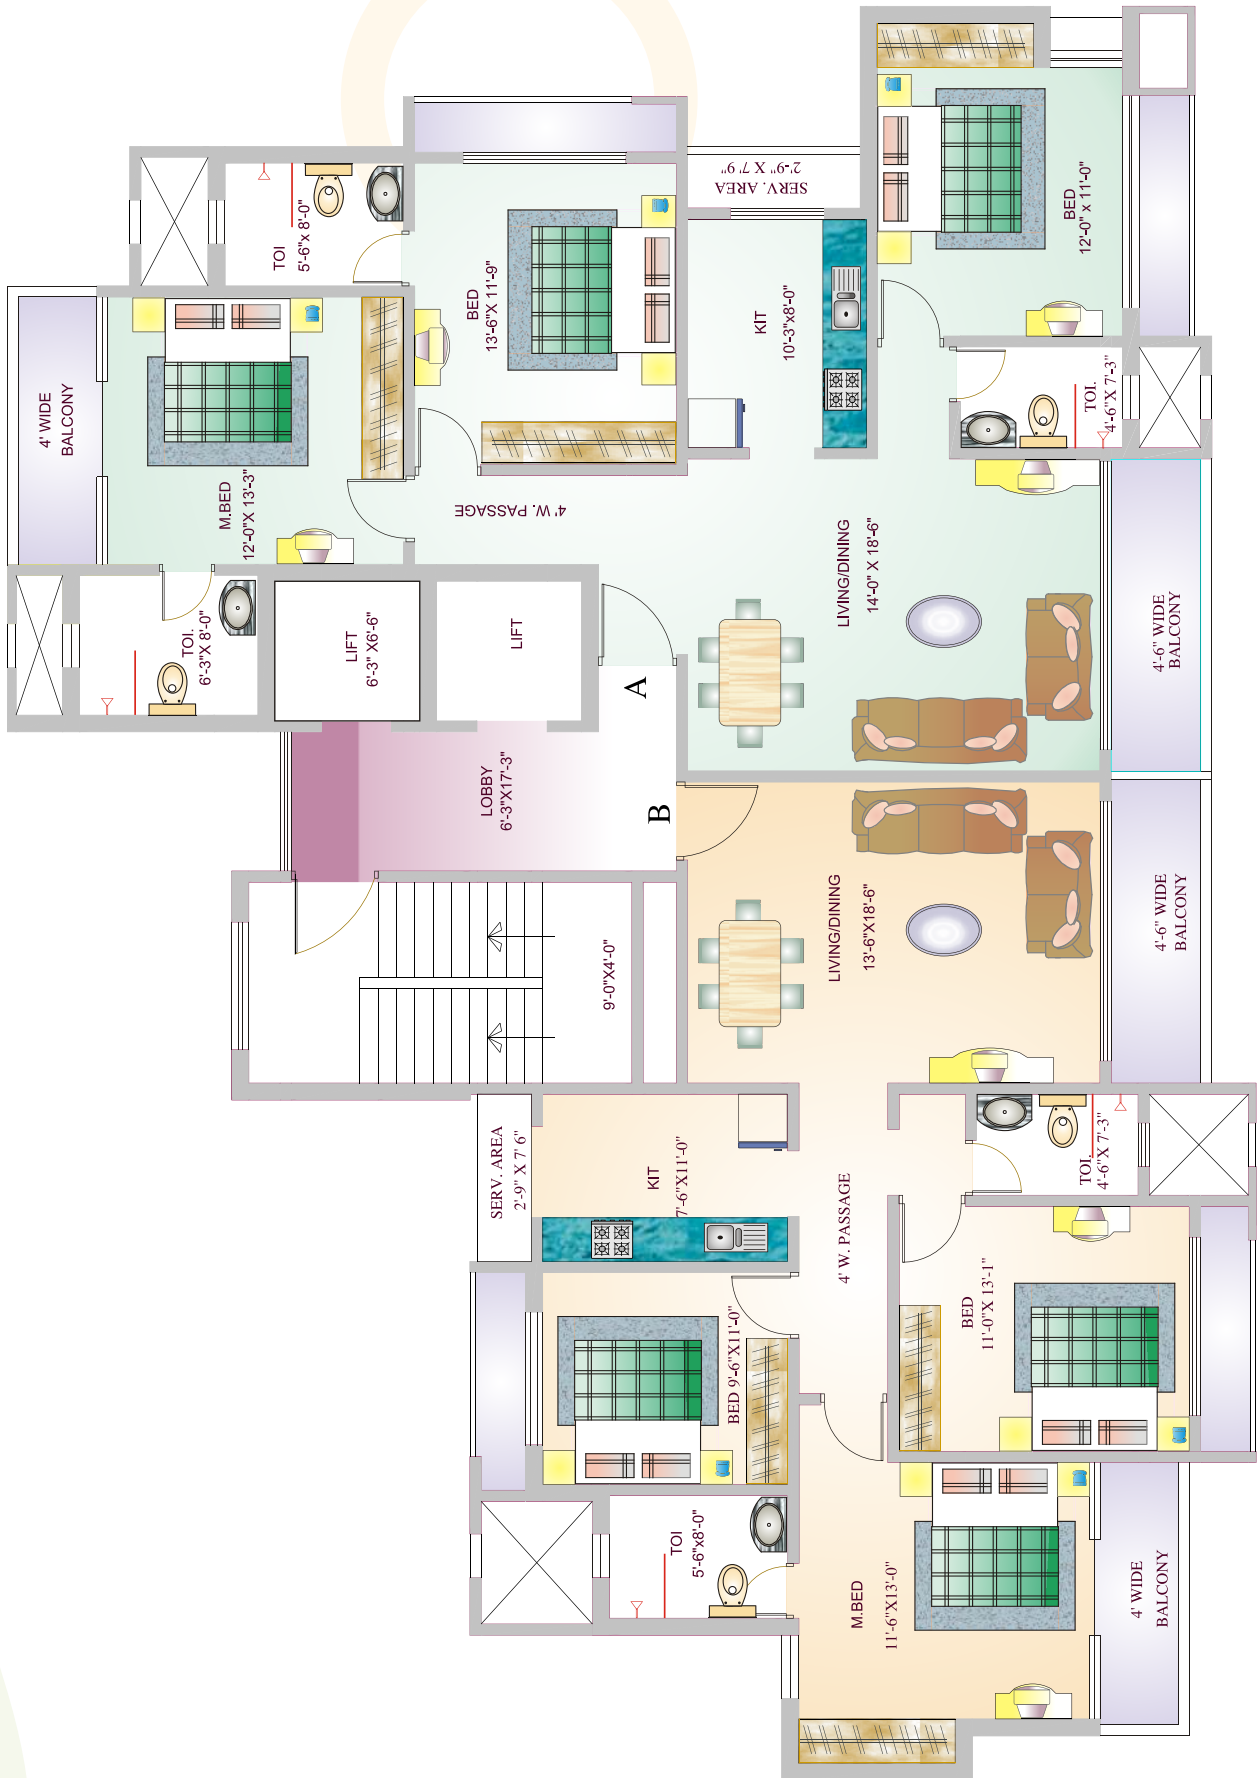 BED
12'-0" x 11'-0"
SERV. AREA
2'-9" X 7' 9"
TOI
5'-6"x 8'-0"
BED
13'-6"X 11'-9"
KIT
10'-3"x8'-0"
TOI.
4'-6"X 7'-3"
4' WIDE
BALCONY
M.BED
12'-0"X 13'-3"
4' W. PASSAGE
LIVING/DINING
14'-0" X 18'-6"
4'-6" WIDE
BALCONY
TOI.
6'-3"X 8'-0"
LIFT
6'-3" X6'-6"
LIFT
A
LOBBY
6'-3"X17'-3"
B
LIVING/DINING
13'-6"X18'-6"
4'-6" WIDE
BALCONY
9'-0"X4'-0"
SERV. AREA
2'-9" X 7' 6"
KIT
7'-6"X11'-0"
TOI.
4'-6"X 7'-3"
4' W. PASSAGE
BED 9'-6"X11'-0"
BED
11'-0"X 13'-1"
TOI
5'-6"x8'-0"
M.BED
11'-6"X13'-0"
4' WIDE
BALCONY